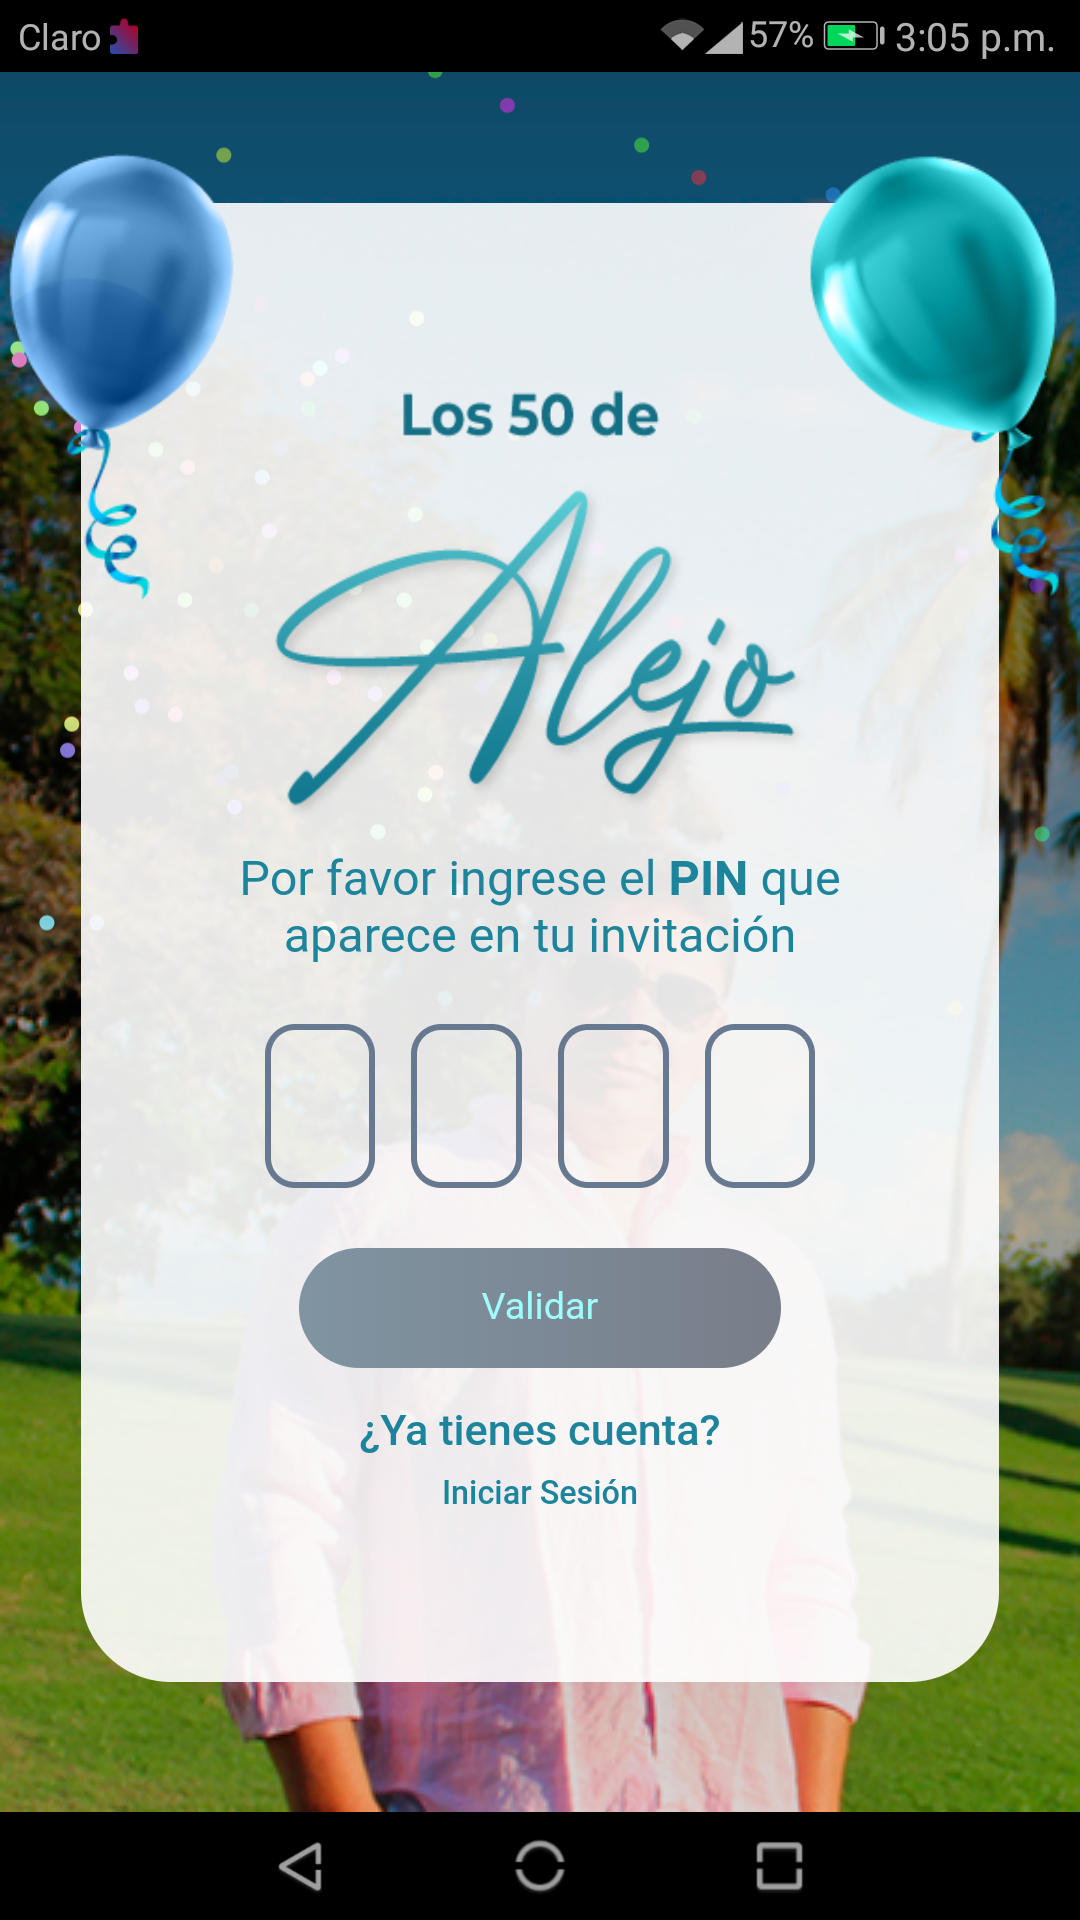 Claro 57% 3:05 p.m.
Los 50 de
Alejo
Por favor ingrese el PIN que
aparece en tu invitación
Validar
¿Ya tienes cuenta?
Iniciar Sesión